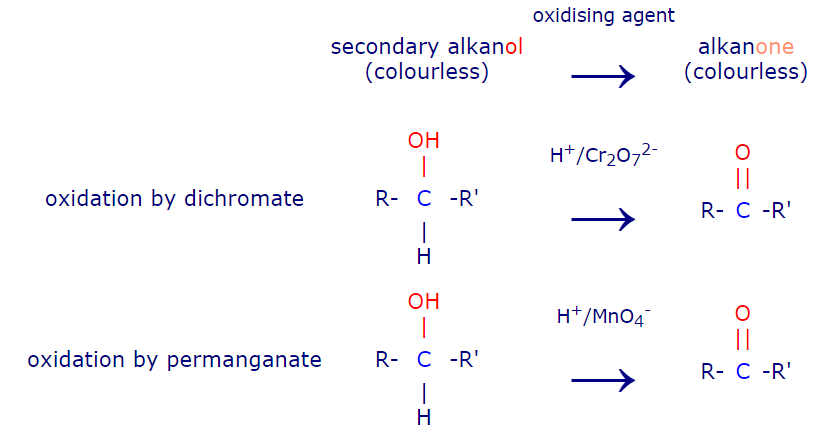 oxidising agent
secondary alkanol alkanone
(colourless) (colourless)
OH
|
H⁺/Cr₂O₇²⁻
O
||
oxidation by dichromate R- C -R' R- C -R'
|
H
OH
|
H⁺/MnO₄⁻
O
||
oxidation by permanganate R- C -R' R- C -R'
|
H